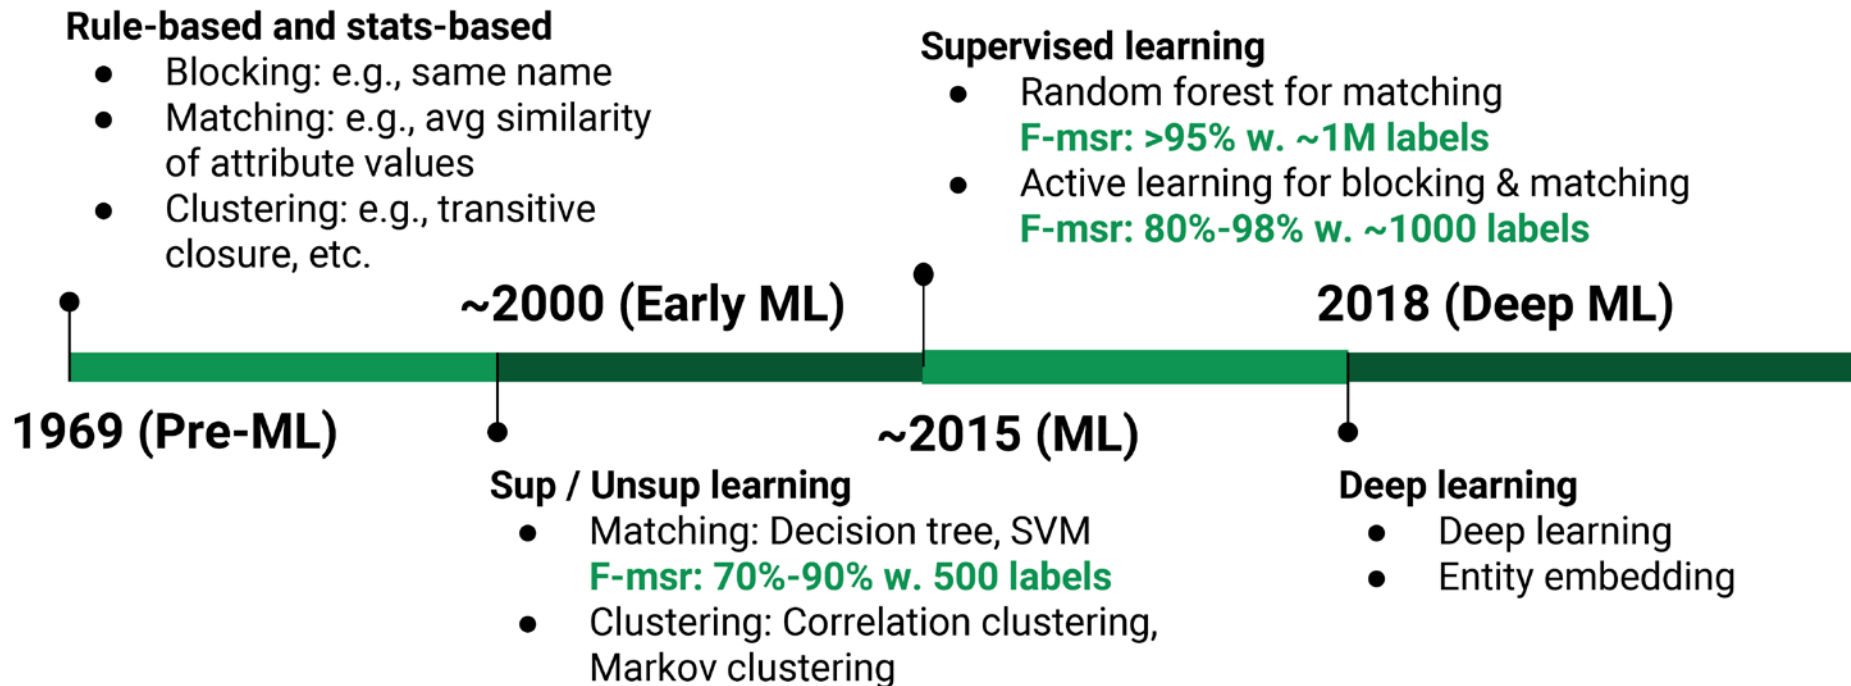 Rule-based and stats-based
● Blocking: e.g., same name
● Matching: e.g., avg similarity
of attribute values
● Clustering: e.g., transitive
closure, etc.
1969 (Pre-ML)
~2000 (Early ML)
Sup / Unsup learning
● Matching: Decision tree, SVM
F-msr: 70%-90% w. 500 labels
● Clustering: Correlation clustering,
Markov clustering
Supervised learning
● Random forest for matching
F-msr: >95% w. ~1M labels
● Active learning for blocking & matching
F-msr: 80%-98% w. ~1000 labels
~2015 (ML)
2018 (Deep ML)
Deep learning
● Deep learning
● Entity embedding